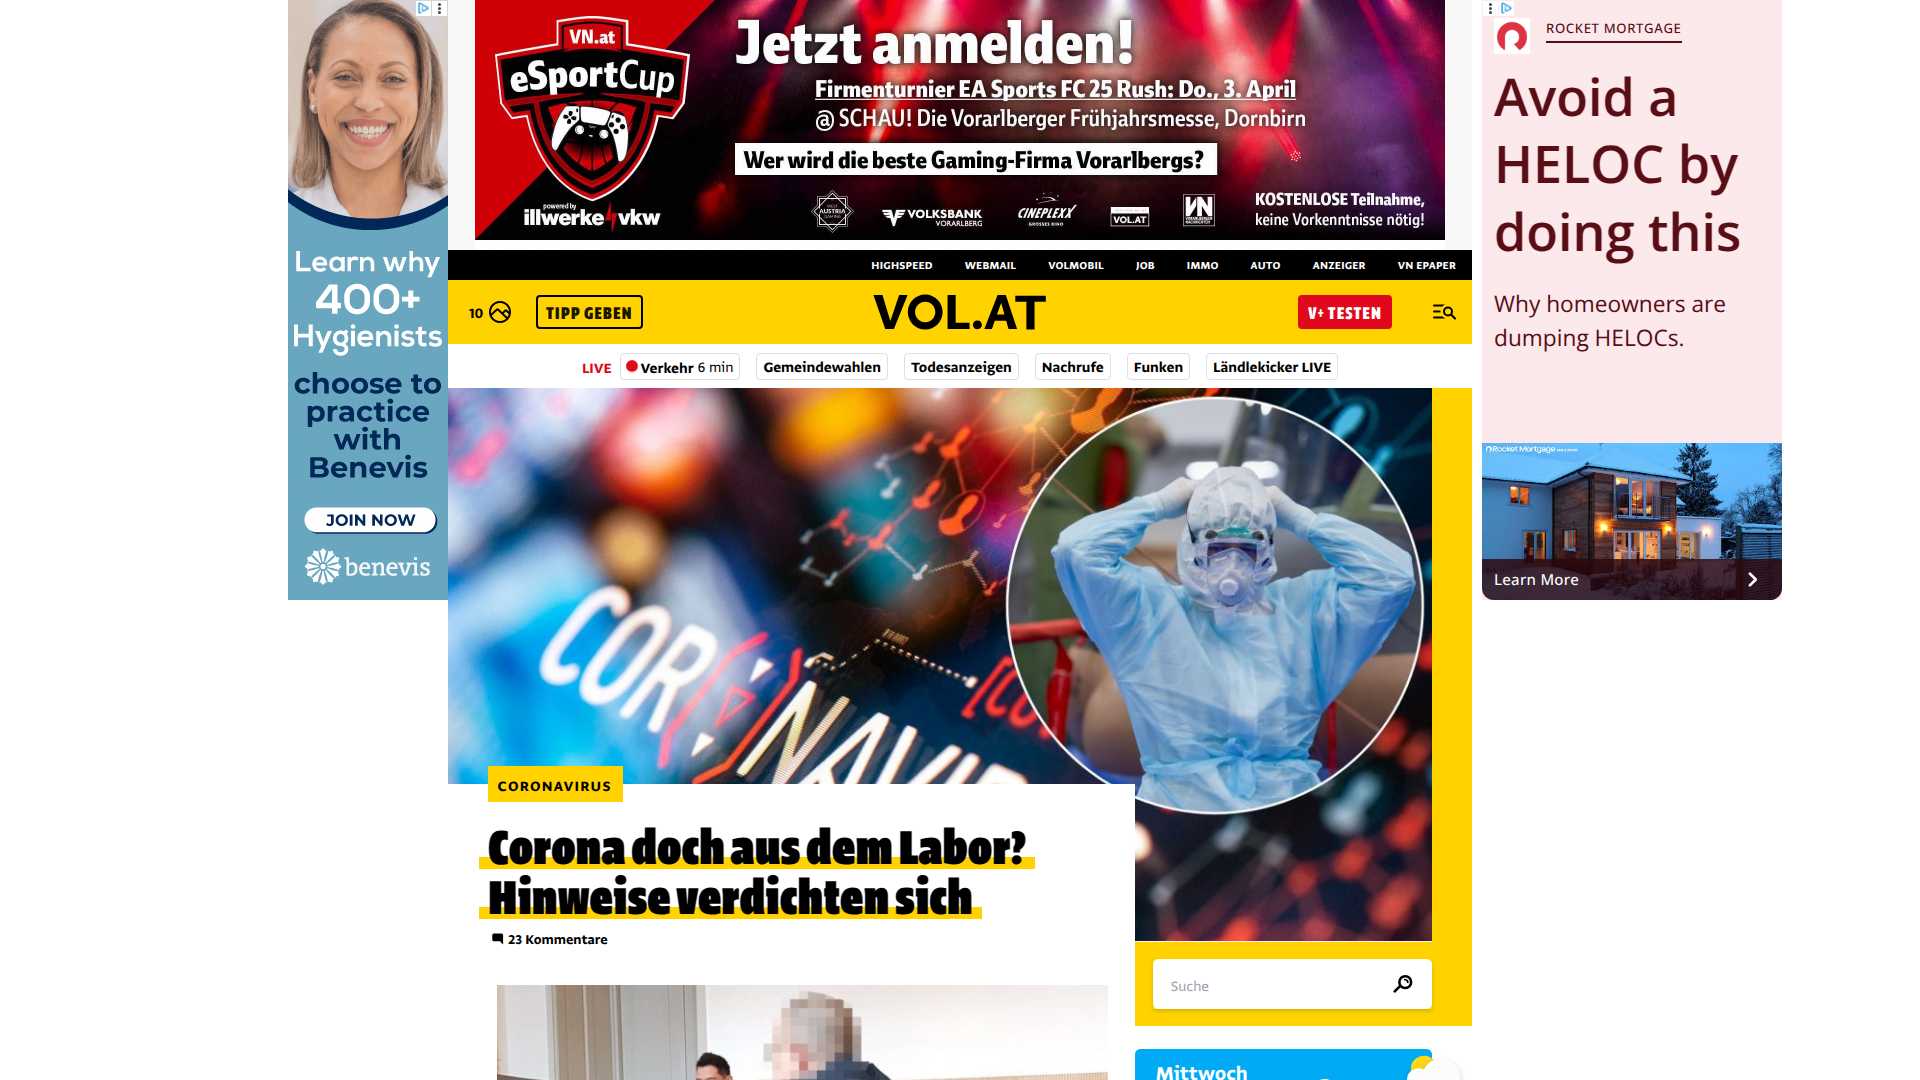 Learn why
400+
Hygienists
choose to
practice
with
Benevis
JOIN NOW
benevis
VN.at
eSportCup
powered by
illwerke vkw
Jetzt anmelden!
Firmenturnier EA Sports FC 25 Rush: Do., 3. April
@ SCHAU! Die Vorarlberger Frühjahrsmesse, Dornbirn
Wer wird die beste Gaming-Firma Vorarlbergs?
VOLKSBANK
VORARLBERG
CINEPLEXX
VOL.AT
VN
KOSTENLOSE Teilnahme,
keine Vorkenntnisse nötig!
ROCKET MORTGAGE
Avoid a
HELOC by
doing this
Why homeowners are
dumping HELOCs.
Rocket Mortgage
Learn More
HIGHSPEED WEBMAIL VOLMOBIL JOB IMMO AUTO ANZEIGER VN EPAPER
10 TIPP GEBEN VOL.AT V+ TESTEN
LIVE Verkehr 6 min Gemeindewahlen Todesanzeigen Nachrufe Funken Ländlekicker LIVE
CORONAVIRUS
Corona doch aus dem Labor?
Hinweise verdichten sich
23 Kommentare
Suche
Mittwoch